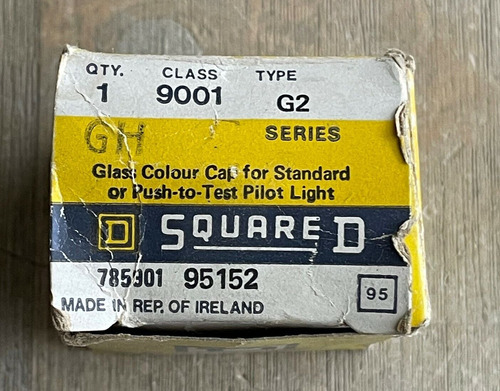 QTY. CLASS TYPE
1 9001 G2
GH SERIES
Glass Colour Cap for Standard
or Push-to-Test Pilot Light
D SQUARE D
785901 95152
95
MADE IN REP. OF IRELAND